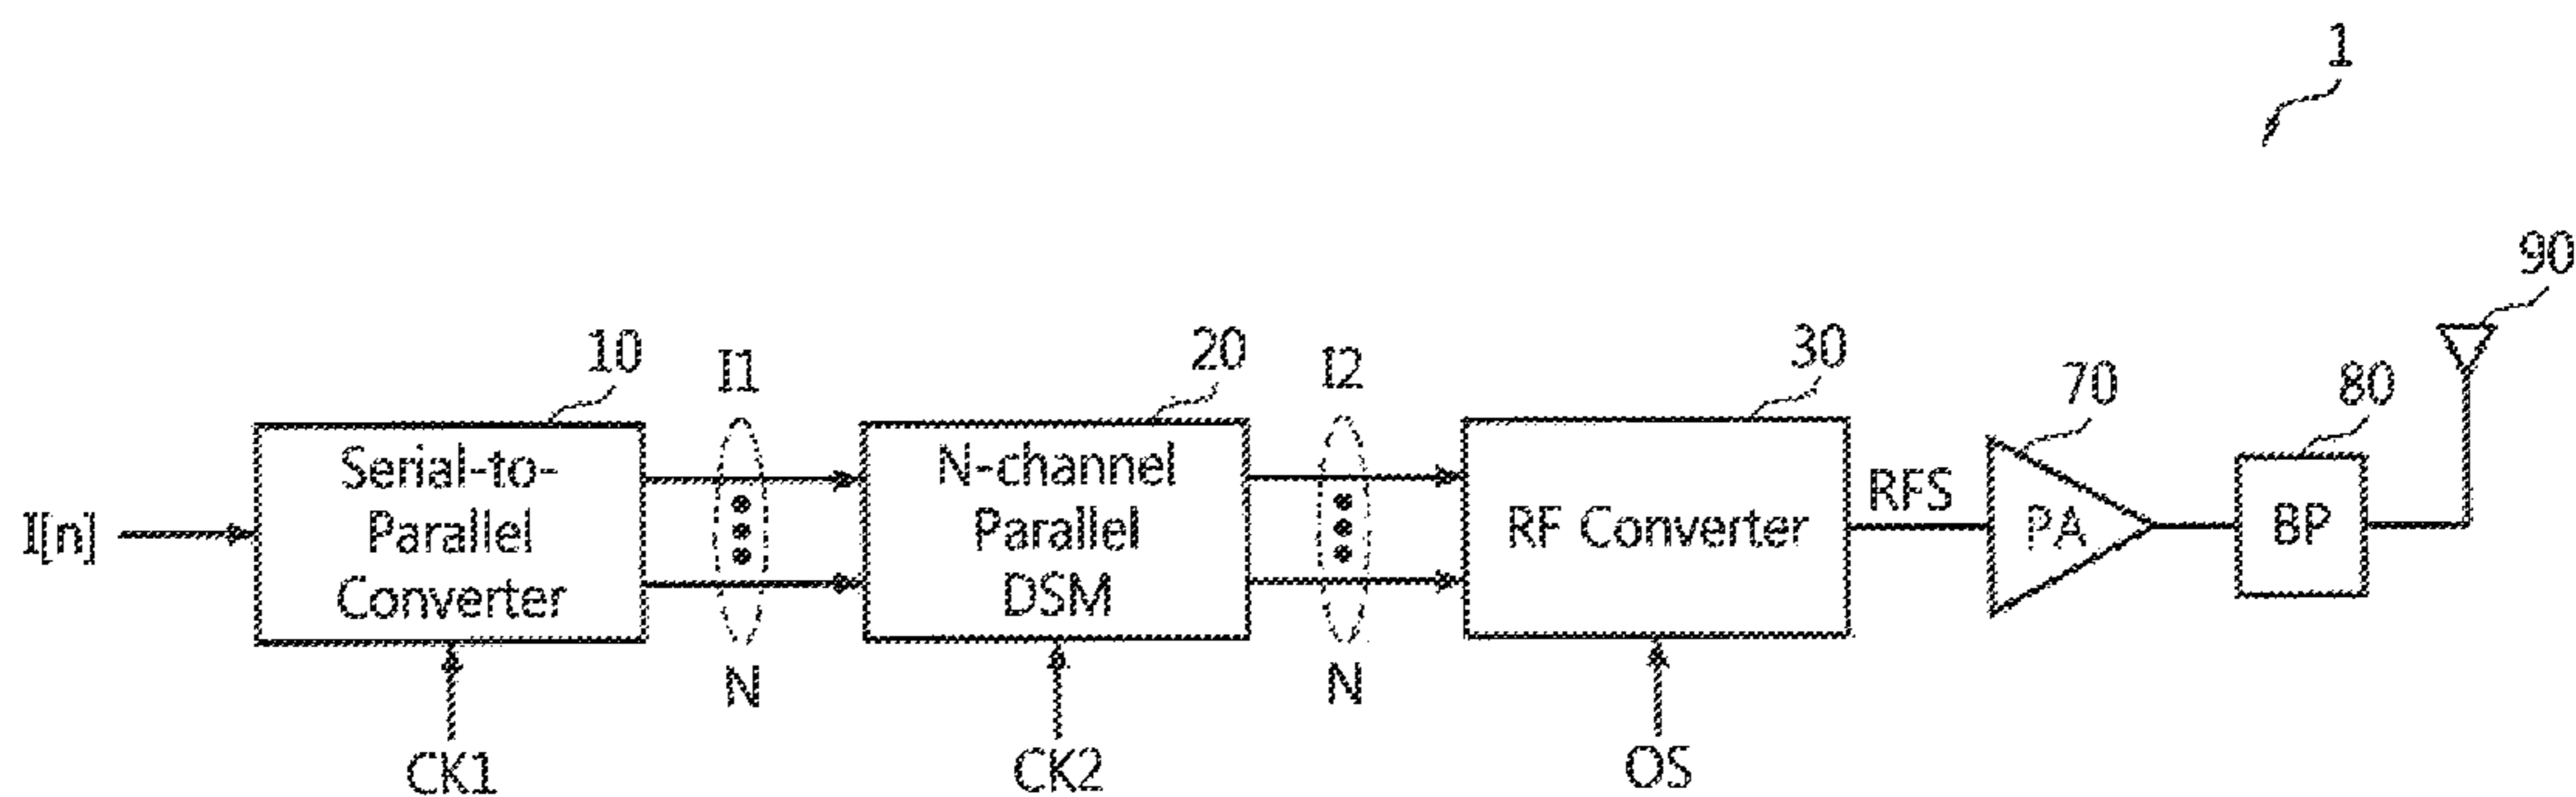 1
90
10
I1
20
I2
30
70
80
I[n]
Serial-to-
Parallel
Converter
N-channel
Parallel
DSM
RF Converter
RFS
PA
BP
N
N
CK1
CK2
OS